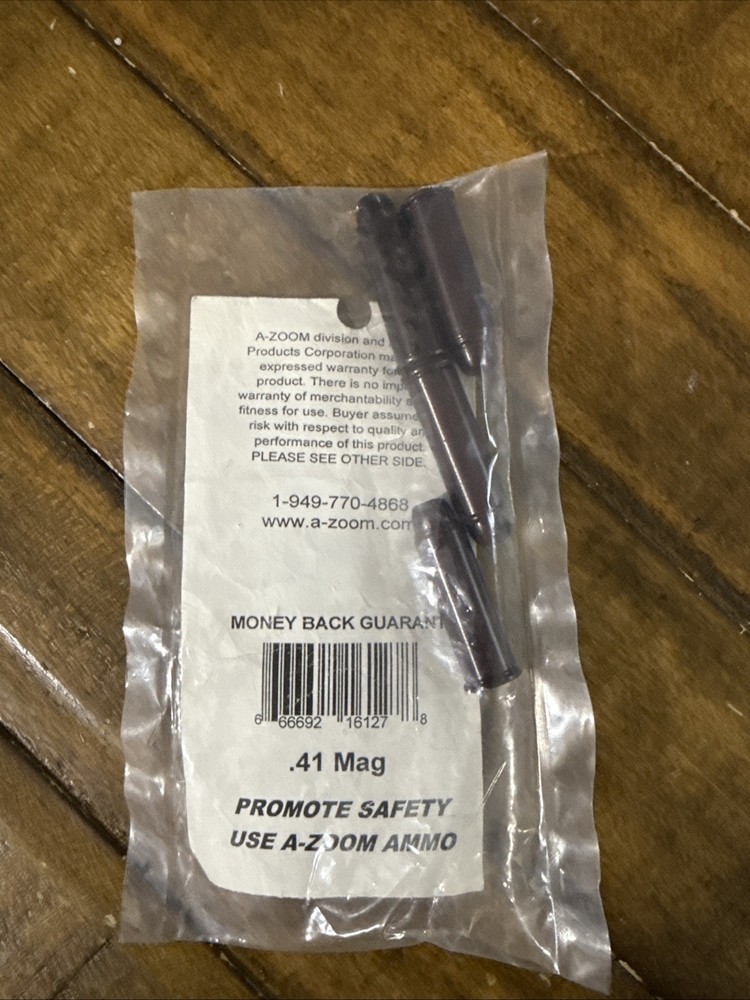 A-ZOOM division and
Products Corporation
expressed warranty
product. There is no
warranty of merchantability
fitness for use. Buyer
risk with respect to quality
performance of this product.
PLEASE SEE OTHER SIDE.
1-949-770-4868
www.a-zoom.com
MONEY BACK
6 66692 16127 8
.41 Mag
PROMOTE SAFETY
USE A-ZOOM AMMO